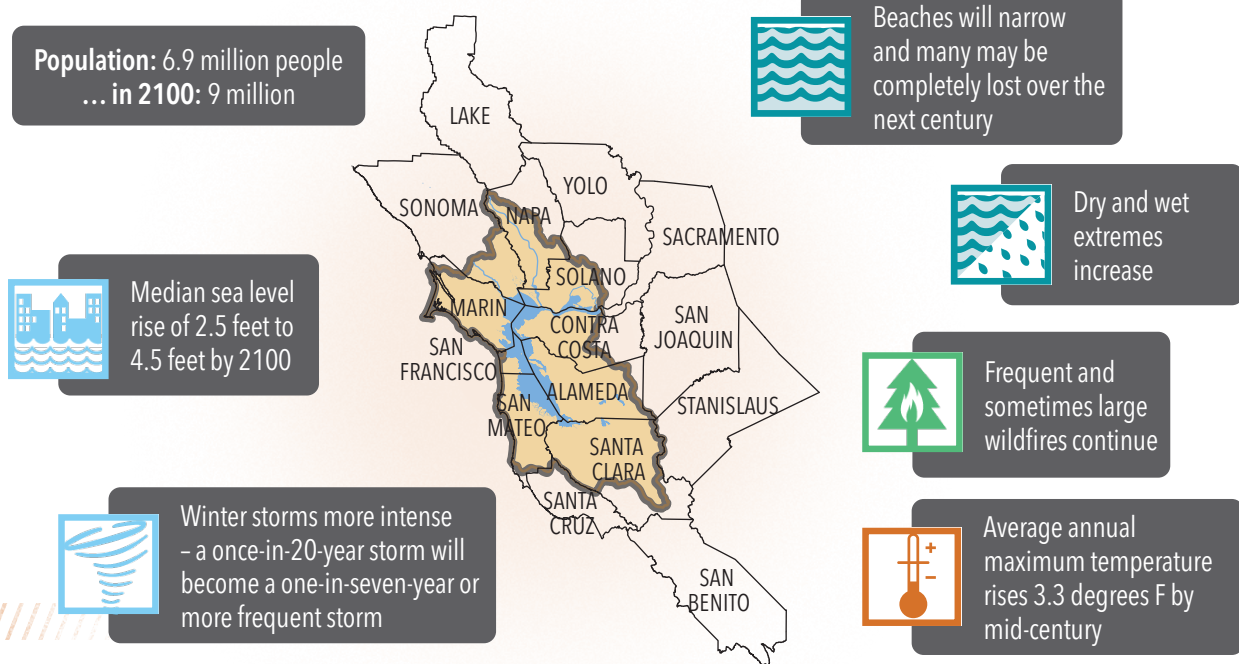 Population: 6.9 million people
… in 2100: 9 million
Beaches will narrow
and many may be
completely lost over the
next century
Dry and wet
extremes
increase
Median sea level
rise of 2.5 feet to
4.5 feet by 2100
Frequent and
sometimes large
wildfires continue
Winter storms more intense
– a once-in-20-year storm will
become a one-in-seven-year or
more frequent storm
Average annual
maximum temperature
rises 3.3 degrees F by
mid-century
+
–
LAKE
YOLO
SONOMA
NAPA
SACRAMENTO
SOLANO
MARIN
CONTRA
COSTA
SAN
JOAQUIN
SAN
FRANCISCO
ALAMEDA
STANISLAUS
SAN
MATEO
SANTA
CLARA
SANTA
CRUZ
SAN
BENITO